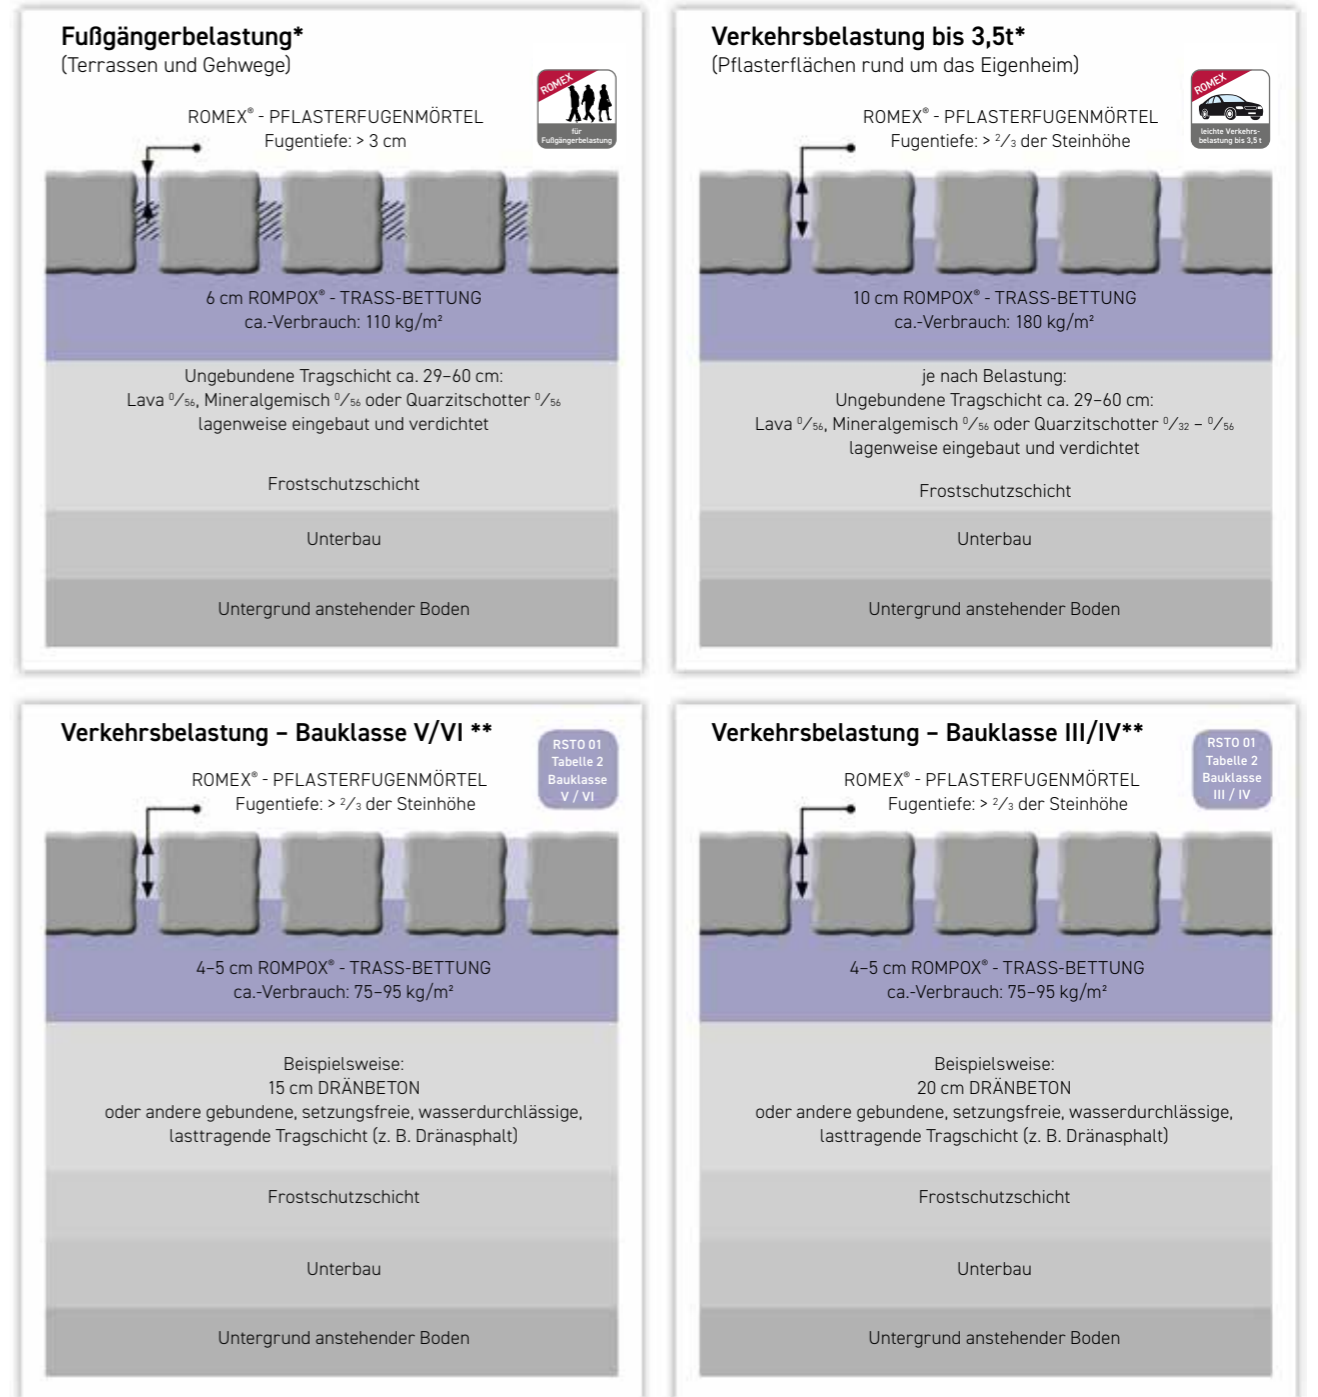 Fußgängerbelastung*
(Terrassen und Gehwege)
ROMEX
für
Fußgängerbelastung
ROMEX® - PFLASTERFUGENMÖRTEL
Fugentiefe: > 3 cm
6 cm ROMPOX® - TRASS-BETTUNG
ca.-Verbrauch: 110 kg/m²
Ungebundene Tragschicht ca. 29–60 cm:
Lava ⁰/₅₆, Mineralgemisch ⁰/₅₆ oder Quarzitschotter ⁰/₅₆
lagenweise eingebaut und verdichtet
Frostschutzschicht
Unterbau
Untergrund anstehender Boden
Verkehrsbelastung bis 3,5t*
(Pflasterflächen rund um das Eigenheim)
ROMEX
leichte Verkehrs-
belastung bis 3,5 t
ROMEX® - PFLASTERFUGENMÖRTEL
Fugentiefe: > ²/₃ der Steinhöhe
10 cm ROMPOX® - TRASS-BETTUNG
ca.-Verbrauch: 180 kg/m²
je nach Belastung:
Ungebundene Tragschicht ca. 29–60 cm:
Lava ⁰/₅₆, Mineralgemisch ⁰/₅₆ oder Quarzitschotter ⁰/₃₂ – ⁰/₅₆
lagenweise eingebaut und verdichtet
Frostschutzschicht
Unterbau
Untergrund anstehender Boden
Verkehrsbelastung – Bauklasse V/VI **
RSTO 01
Tabelle 2
Bauklasse
V / VI
ROMEX® - PFLASTERFUGENMÖRTEL
Fugentiefe: > ²/₃ der Steinhöhe
4–5 cm ROMPOX® - TRASS-BETTUNG
ca.-Verbrauch: 75–95 kg/m²
Beispielsweise:
15 cm DRÄNBETON
oder andere gebundene, setzungsfreie, wasserdurchlässige,
lasttragende Tragschicht (z. B. Dränasphalt)
Frostschutzschicht
Unterbau
Untergrund anstehender Boden
Verkehrsbelastung – Bauklasse III/IV**
RSTO 01
Tabelle 2
Bauklasse
III / IV
ROMEX® - PFLASTERFUGENMÖRTEL
Fugentiefe: > ²/₃ der Steinhöhe
4–5 cm ROMPOX® - TRASS-BETTUNG
ca.-Verbrauch: 75–95 kg/m²
Beispielsweise:
20 cm DRÄNBETON
oder andere gebundene, setzungsfreie, wasserdurchlässige,
lasttragende Tragschicht (z. B. Dränasphalt)
Frostschutzschicht
Unterbau
Untergrund anstehender Boden